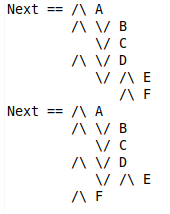 Next == /\ A
        /\ \/ B
           \/ C
        /\ \/ D
           \/ /\ E
              /\ F
Next == /\ A
        /\ \/ B
           \/ C
        /\ \/ D
           \/ /\ E
        /\ F